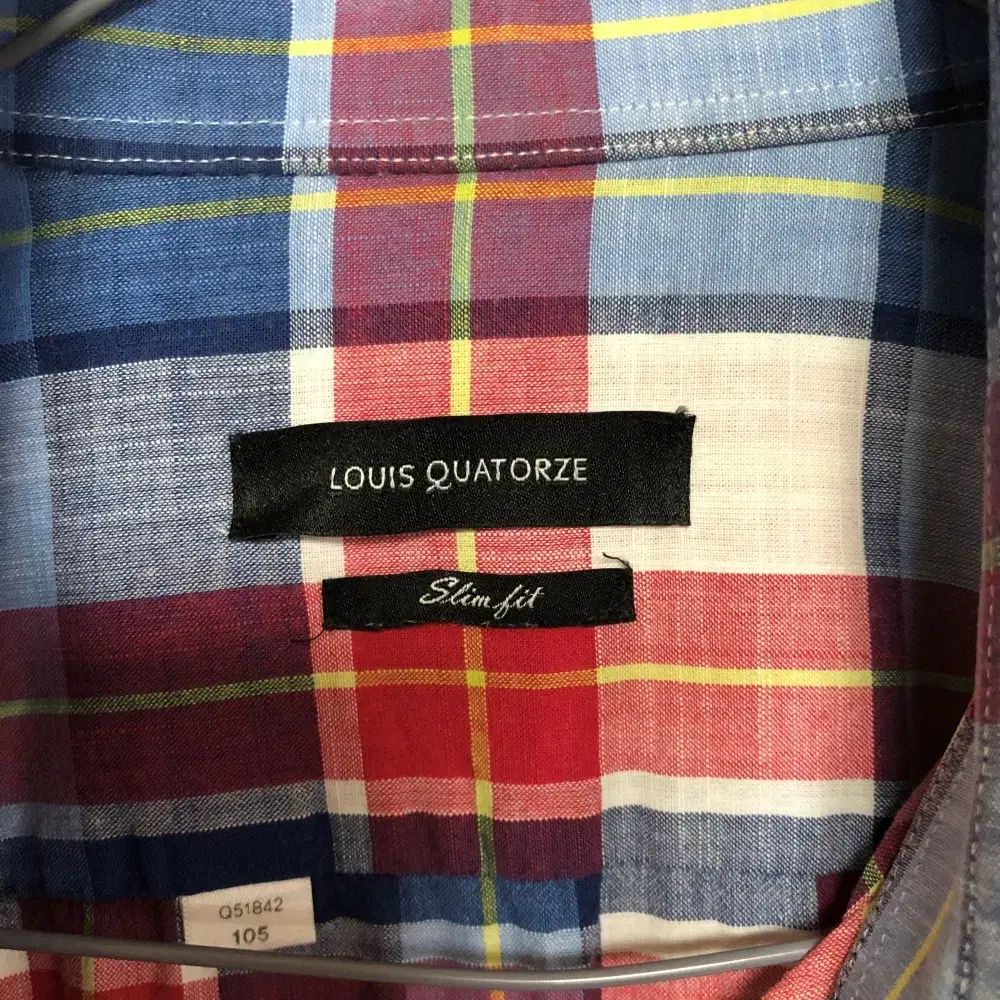 LOUIS QUATORZE
Slim fit
Q51842
105